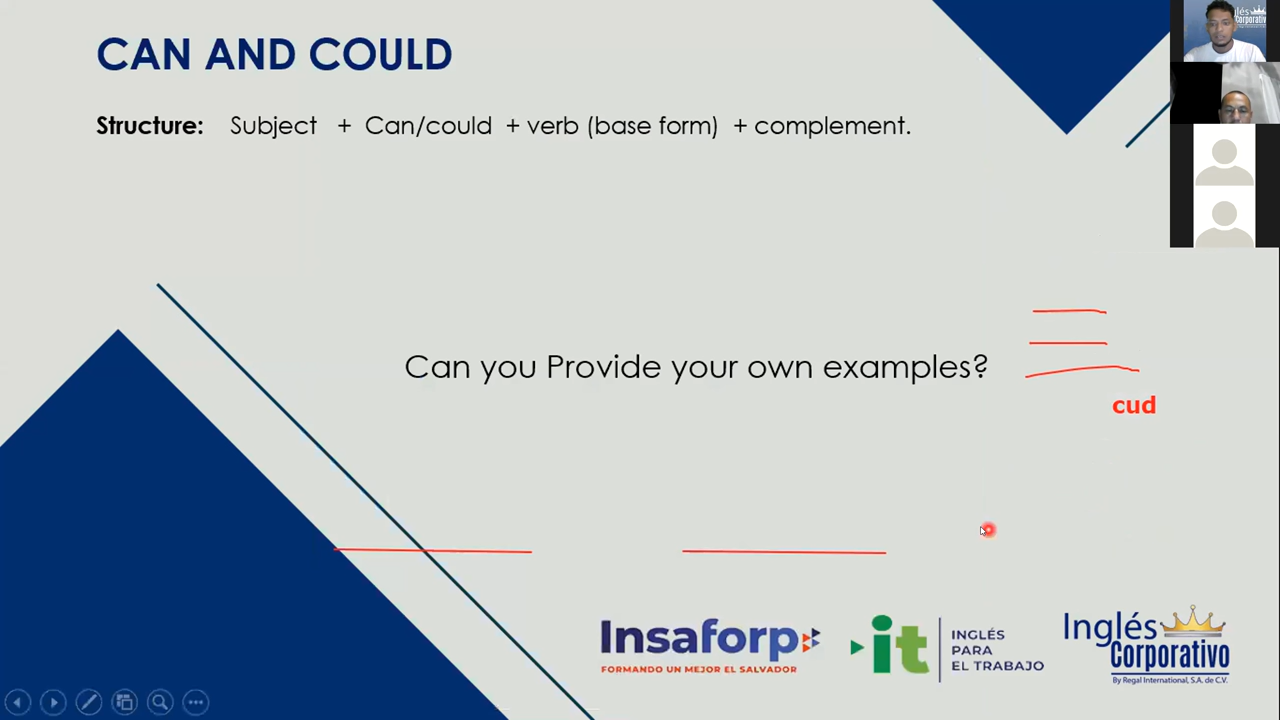 CAN AND COULD
Structure: Subject + Can/could + verb (base form) + complement.
Can you Provide your own examples?
cud
Insaforp
FORMANDO UN MEJOR EL SALVADOR
it
INGLÉS
PARA
EL TRABAJO
Inglés
Corporativo
By Regal International, S.A. de C.V.